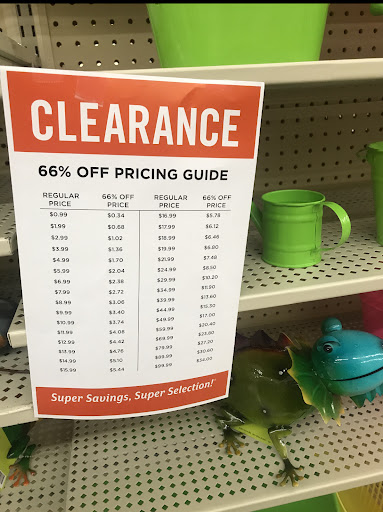 CLEARANCE
66% OFF PRICING GUIDE
REGULAR PRICE 66% OFF PRICE REGULAR PRICE 66% OFF PRICE
$0.99 $0.34 $16.99 $5.78
$1.99 $0.68 $17.99 $6.12
$2.99 $1.02 $18.99 $6.46
$3.99 $1.36 $19.99 $6.80
$4.99 $1.70 $21.99 $7.48
$5.99 $2.04 $24.99 $8.50
$6.99 $2.38 $29.99 $10.20
$7.99 $2.72 $34.99 $11.90
$8.99 $3.06 $39.99 $13.60
$9.99 $3.40 $44.99 $15.30
$10.99 $3.74 $49.99 $17.00
$11.99 $4.08 $59.99 $20.40
$12.99 $4.42 $69.99 $23.80
$13.99 $4.76 $79.99 $27.20
$14.99 $5.10 $89.99 $30.60
$15.99 $5.44 $99.99 $34.00
Super Savings, Super Selection!